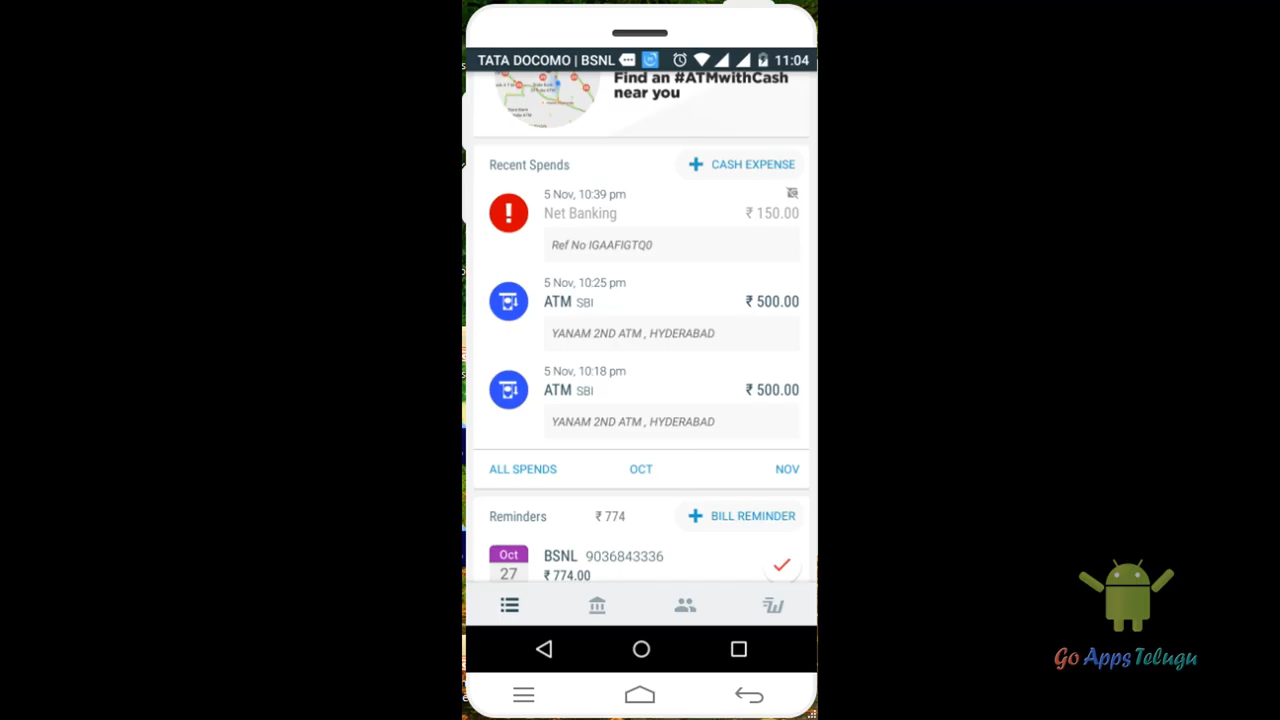 TATA DOCOMO | BSNL 11:04
Find an #ATMwithCash
near you
Recent Spends
CASH EXPENSE
5 Nov, 10:39 pm
Net Banking ₹ 150.00
Ref No IGAAFIGTQ0
5 Nov, 10:25 pm
ATM SBI ₹ 500.00
YANAM 2ND ATM , HYDERABAD
5 Nov, 10:18 pm
ATM SBI ₹ 500.00
YANAM 2ND ATM , HYDERABAD
ALL SPENDS OCT NOV
Reminders ₹ 774
BILL REMINDER
Oct
27
BSNL 9036843336
₹ 774.00
Go Apps Telugu